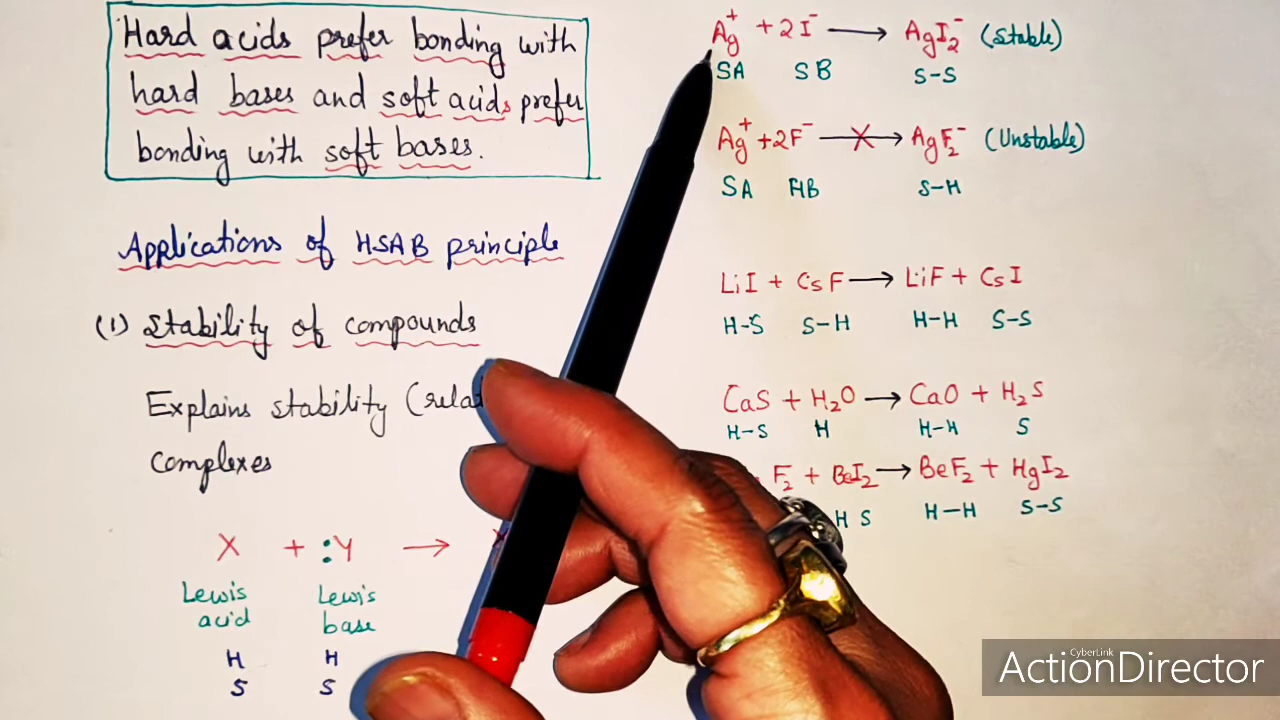 Hard acids prefer bonding with
hard bases and soft acids prefer
bonding with soft bases.
Applications of HSAB principle
(1) Stability of compounds
Explains stability (rela
complexes
X + :Y →
Lewis acid Lewis base
H H
S S
Ag⁺ + 2I⁻ → AgI₂⁻ (Stable)
SA SB S-S
Ag⁺ + 2F⁻ → AgF₂⁻ (Unstable)
SA HB S-H
LiI + CsF → LiF + CsI
H-S S-H H-H S-S
CaS + H₂O → CaO + H₂S
H-S H H-H S
F₂ + BeI₂ → BeF₂ + HgI₂
H S H-H S-S
CyberLink
ActionDirector